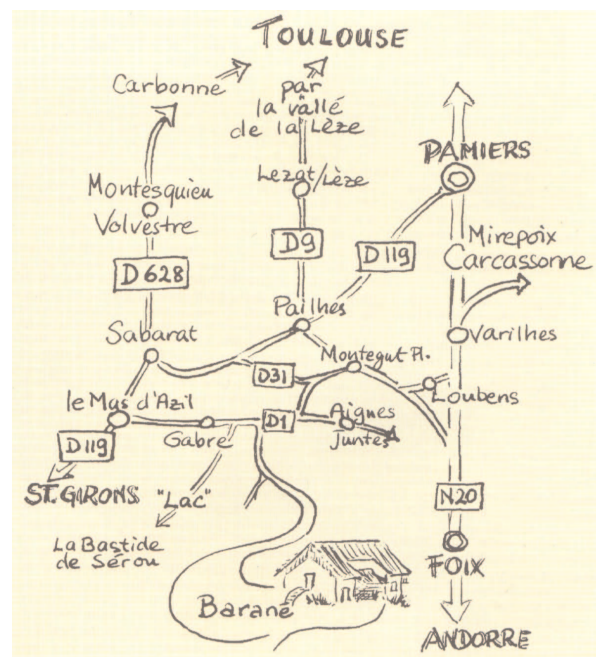 TOULOUSE
Carbonne
par
la vallé
de la Lèze
PAMIERS
Montesquieu
Volvestre
Lezat/Lèze
Mirepoix
Carcassonne
D9
D119
D628
Pailhes
Sabarat
Varilhes
Montegut Pl.
D31
Loubens
le Mas d'Azil
D1
Aigues
Juntes
Gabre
D119
ST. GIRONS
"Lac"
N20
La Bastide
de Sérou
FOIX
Barane
ANDORRE